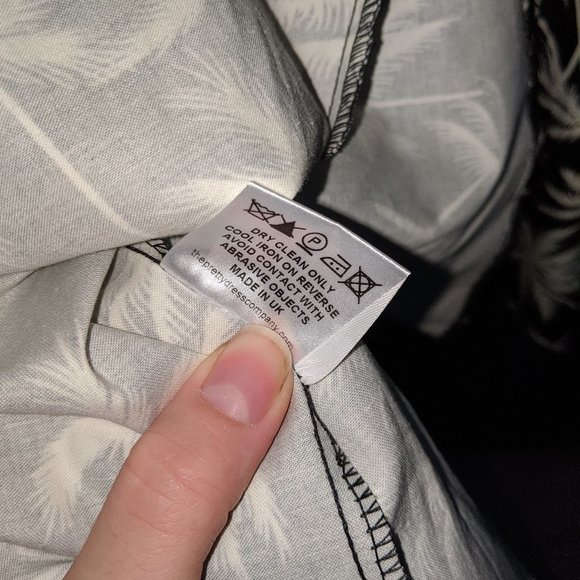 P
DRY CLEAN ONLY
COOL IRON ON REVERSE
AVOID CONTACT WITH
ABRASIVE OBJECTS
MADE IN UK
theprettydresscompany.com